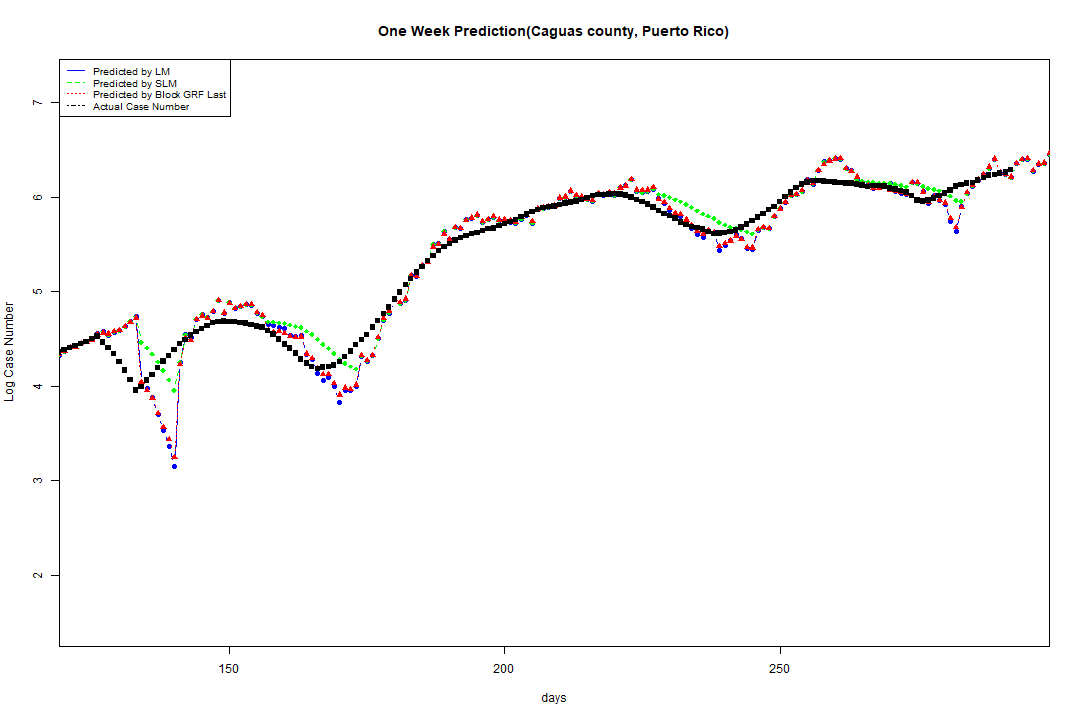 One Week Prediction(Caguas county, Puerto Rico)
Predicted by LM
Predicted by SLM
Predicted by Block GRF Last
Actual Case Number
7
6
5
4
3
2
Log Case Number
150 200 250
days